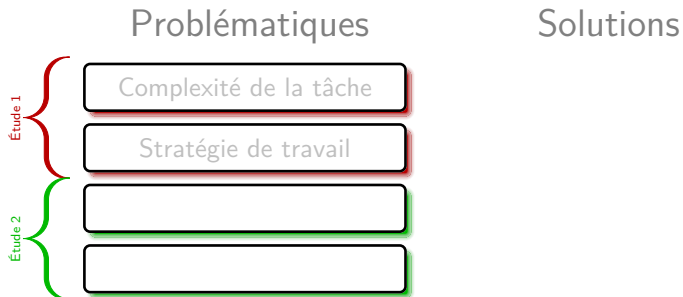 Problématiques Solutions
Étude 1
Complexité de la tâche
Stratégie de travail
Étude 2